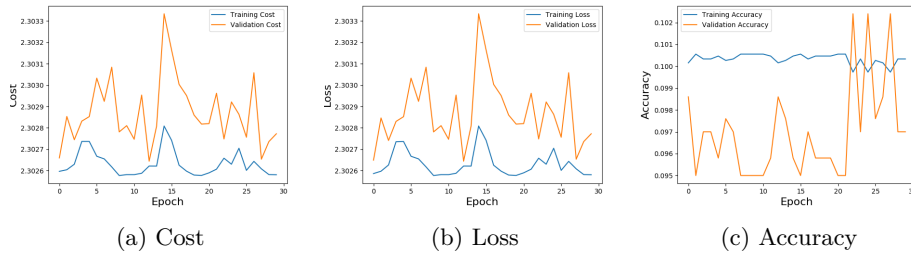 Training Cost
Validation Cost
2.3033
2.3032
2.3031
2.3030
2.3029
2.3028
2.3027
2.3026
Cost
0 5 10 15 20 25 30
Epoch
(a) Cost
Training Loss
Validation Loss
2.3033
2.3032
2.3031
2.3030
2.3029
2.3028
2.3027
2.3026
Loss
0 5 10 15 20 25 30
Epoch
(b) Loss
Training Accuracy
Validation Accuracy
0.102
0.101
0.100
0.099
0.098
0.097
0.096
0.095
Accuracy
0 5 10 15 20 25 30
Epoch
(c) Accuracy